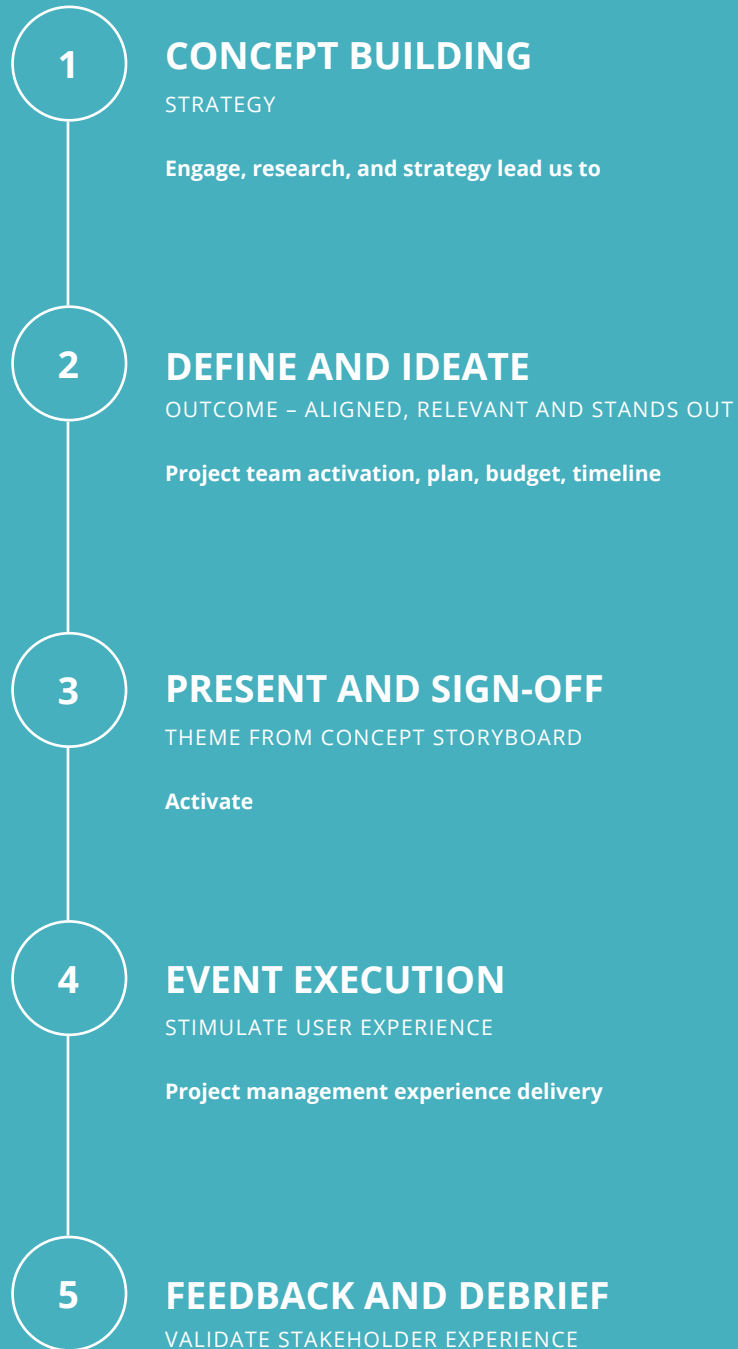 1
CONCEPT BUILDING
STRATEGY
Engage, research, and strategy lead us to
2
DEFINE AND IDEATE
OUTCOME – ALIGNED, RELEVANT AND STANDS OUT
Project team activation, plan, budget, timeline
3
PRESENT AND SIGN-OFF
THEME FROM CONCEPT STORYBOARD
Activate
4
EVENT EXECUTION
STIMULATE USER EXPERIENCE
Project management experience delivery
5
FEEDBACK AND DEBRIEF
VALIDATE STAKEHOLDER EXPERIENCE